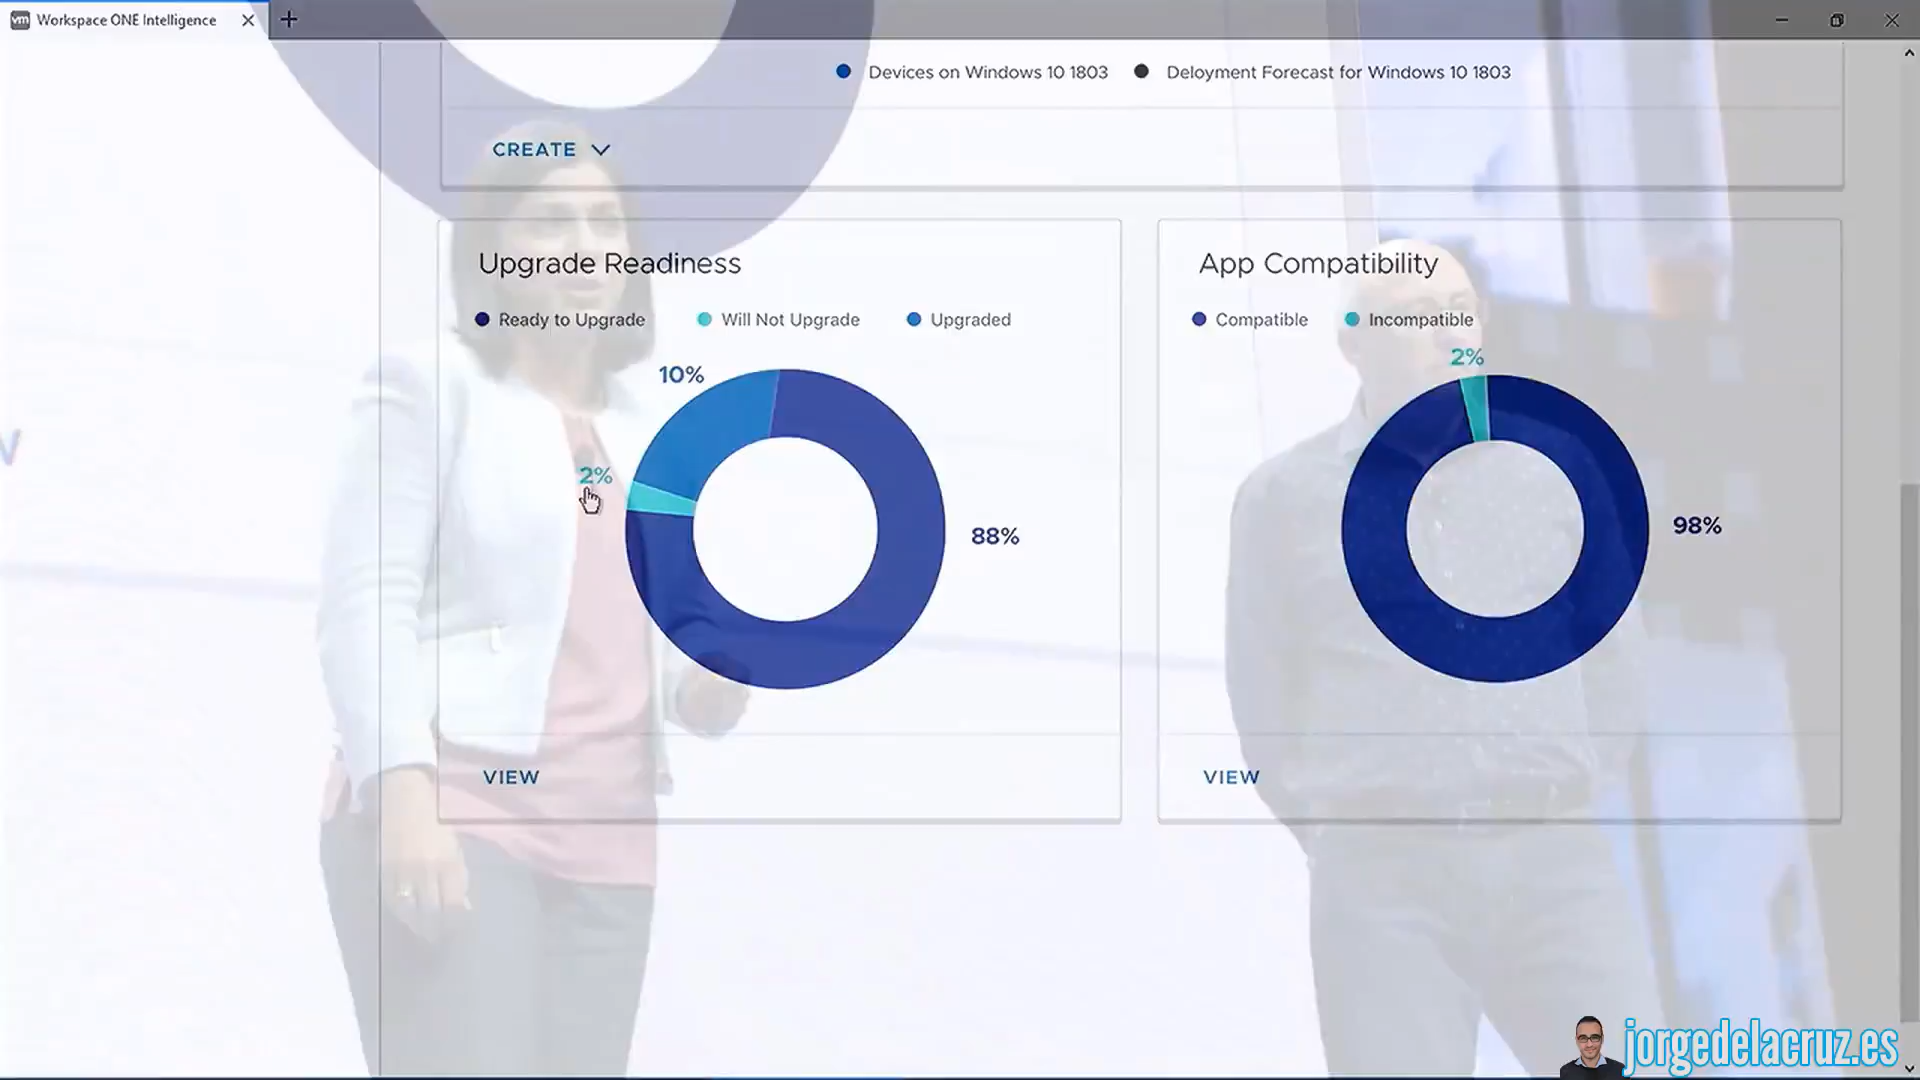 vm Workspace ONE Intelligence
Devices on Windows 10 1803 Deloyment Forecast for Windows 10 1803
CREATE
Upgrade Readiness
Ready to Upgrade Will Not Upgrade Upgraded
10%
2%
88%
VIEW
App Compatibility
Compatible Incompatible
2%
98%
VIEW
jorgedelacruz.es